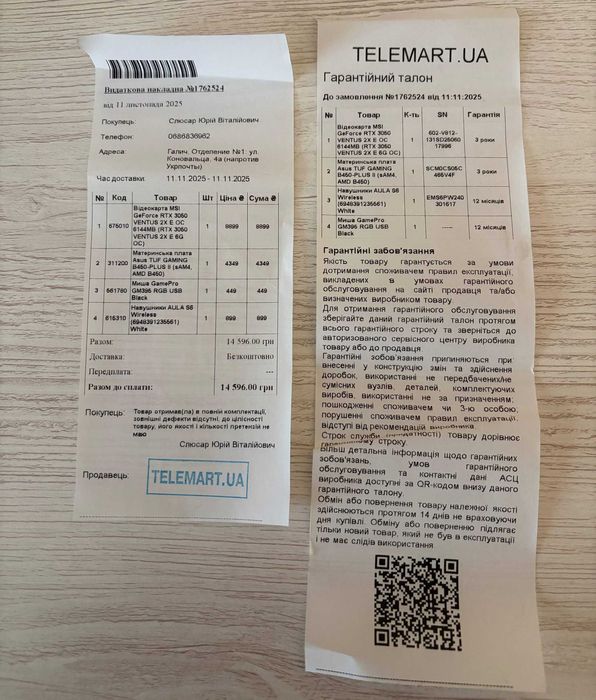 Видаткова накладна №1762524
від 11 листопада 2025
Покупець: Слюсар Юрій Віталійович
Телефон: 0686836962
Адреса: Галич, Отделение №1: ул.
Коновальца, 4а (напротив
Укрпочты)
Час доставки: 11.11.2025 - 11.11.2025
№ Код Товар Шт Ціна ₴ Сума ₴
Відеокарта MSI
GeForce RTX 3050
1 675010 VENTUS 2X E OC 1 8899 8899
6144MB (RTX 3050
VENTUS 2X E 6G
OC)
Материнська плата
2 311200 Asus TUF GAMING 1 4349 4349
B450-PLUS II (sAM4,
AMD B450)
Миша GamePro
3 661780 GM395 RGB USB 1 449 449
Black
Навушники AULA S6
4 615310 Wireless 1 899 899
(6948391235561)
White
Разом: 14 596.00 грн
Доставка: Безкоштовно
Передплата: ---
Разом до сплати: 14 596.00 грн
Покупець: Товар отримав(ла) в повній комплектації,
зовнішні дефекти відсутні, до цілісності
товару, його якості і кількості претензій не
маю
Слюсар Юрій Віталійович
Продавець: TELEMART.UA
TELEMART.UA
Гарантійний талон
До замовлення №1762524 від 11.11.2025
№ Товар К-ть SN Гарантія
Відеокарта MSI
GeForce RTX 3050 602-V812-
1 VENTUS 2X E OC 1 131SD25060 3 роки
6144MB (RTX 3050 17996
VENTUS 2X E 6G OC)
Материнська плата
2 Asus TUF GAMING 1 SCM0CS05C 3 роки
B450-PLUS II (sAM4, 465V4F
AMD B450)
Навушники AULA S6
3 Wireless 1 EMS6PW240 12 місяців
(6948391235561) 301617
White
Миша GamePro
4 GM395 RGB USB 1 ----- 12 місяців
Black
Гарантійні забов'язання
Якість товару гарантується за умови
дотримання споживачем правил експлуатації,
викладених в умовах гарантійного
обслуговування на сайті продавця та/або
визначених виробником товару.
Для отримання гарантійного обслуговування
зберігайте даний гарантійний талон протягом
всього гарантійного строку та зверніться до
авторизованого сервісного центру виробника
товару або до продавця.
Гарантійні зобов'язання припиняються при:
внесенні у конструкцію змін та здійснення
доробок, використанні не передбачених/не
сумісних вузлів, деталей, комплектуючих
виробів, використанні не за призначенням;
пошкодженні споживачем чи 3-ю особою,
порушенні споживачем правил експлуатації;
відступі від рекомендацій виробника.
Строк служби товару дорівнює
гарантійному строку.
Більш детальна інформація щодо гарантійних
зобов'язань, умов гарантійного
обслуговування та контактні дані АСЦ
виробника доступні за QR-кодом внизу даного
гарантійного талону.
Обмін або повернення товару належної якості
здійснюються протягом 14 днів не враховуючи
дня купівлі. Обміну або поверненню підлягає
тільки новий товар, який не був в експлуатації
і не має слідів використання